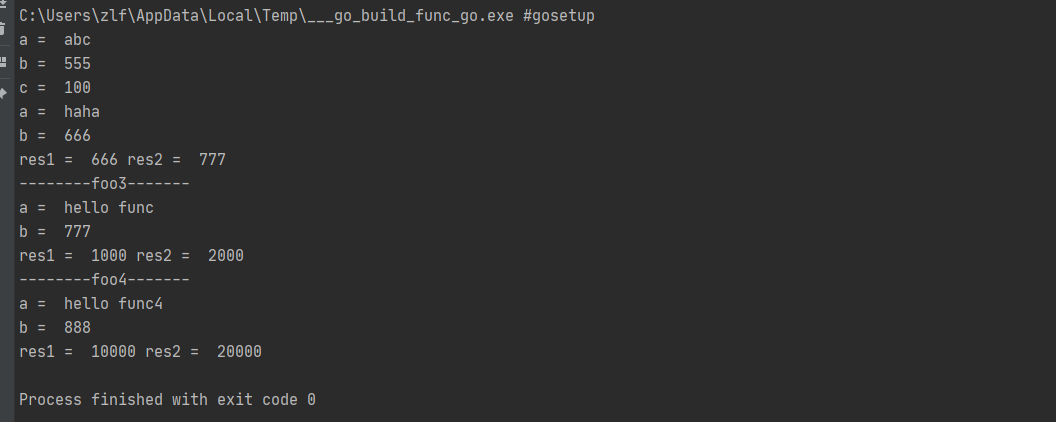 C:\Users\zlf\AppData\Local\Temp\___go_build_func_go.exe #gosetup
a =  abc
b =  555
c =  100
a =  haha
b =  666
res1 =  666 res2 =  777
--------foo3-------
a =  hello func
b =  777
res1 =  1000 res2 =  2000
--------foo4-------
a =  hello func4
b =  888
res1 =  10000 res2 =  20000
Process finished with exit code 0